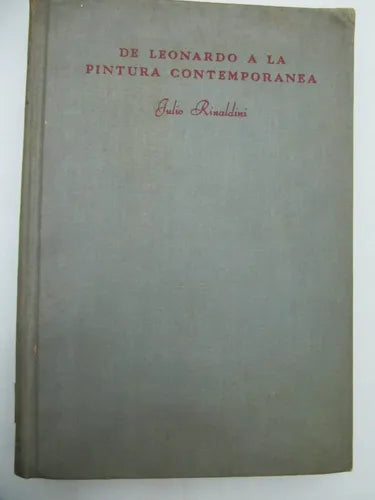 DE LEONARDO A LA
PINTURA CONTEMPORANEA
Julio Rinaldini